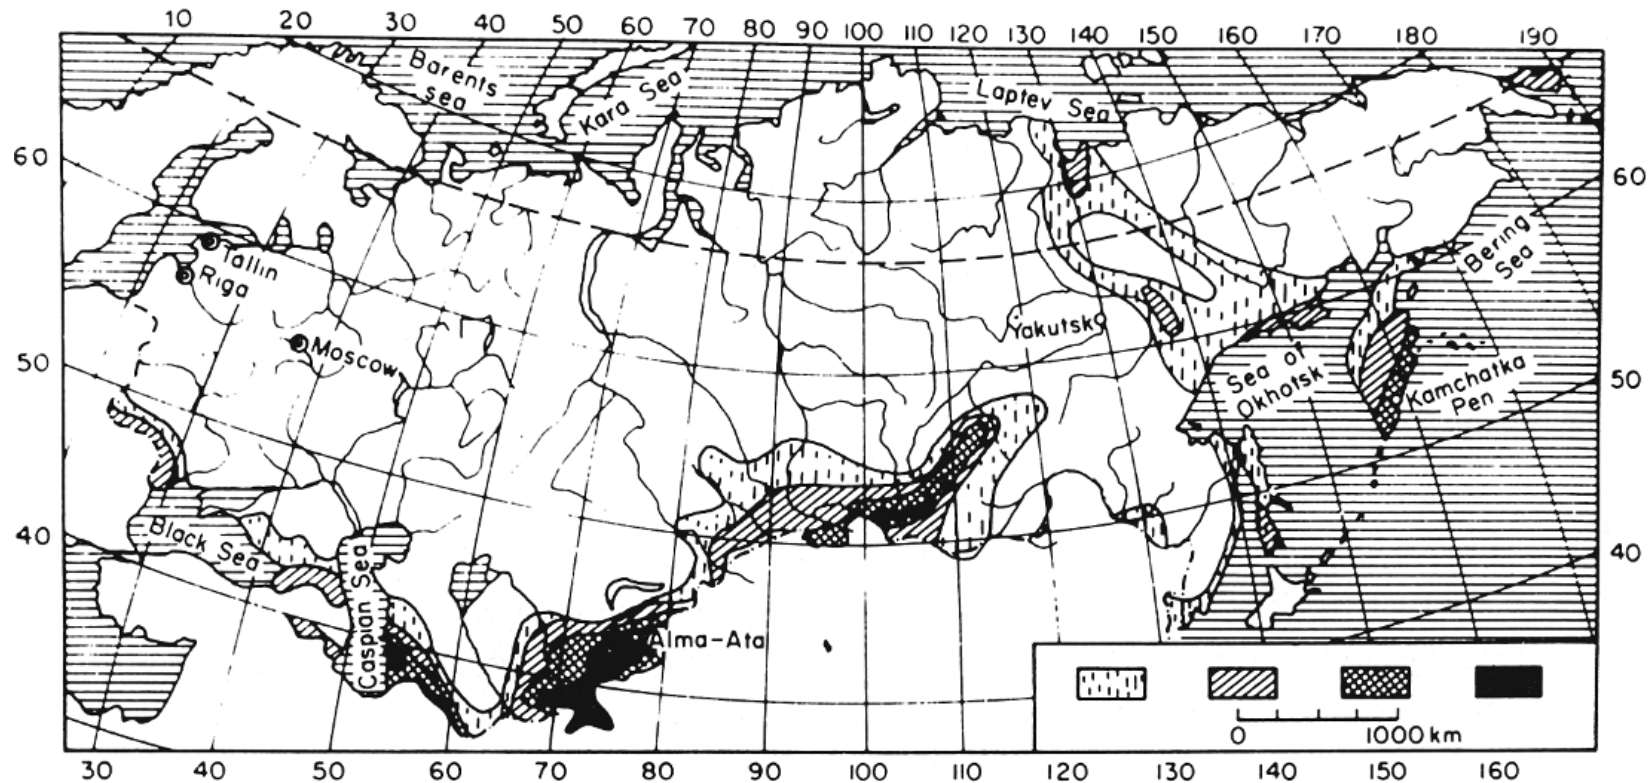 10 20 30 40 50 60 70 80 90 100 110 120 130 140 150 160 170 180 190
Barents
sea
Kara Sea
Laptev Sea
60
60
Tallin
Riga
Bering
Sea
Yakutsk
Moscow
50
Sea of
Okhotsk
Kamchatka
Pen
50
Black Sea
40
40
Caspian Sea
Alma-Ata
0 1000 km
30 40 50 60 70 80 90 100 110 120 130 140 150 160